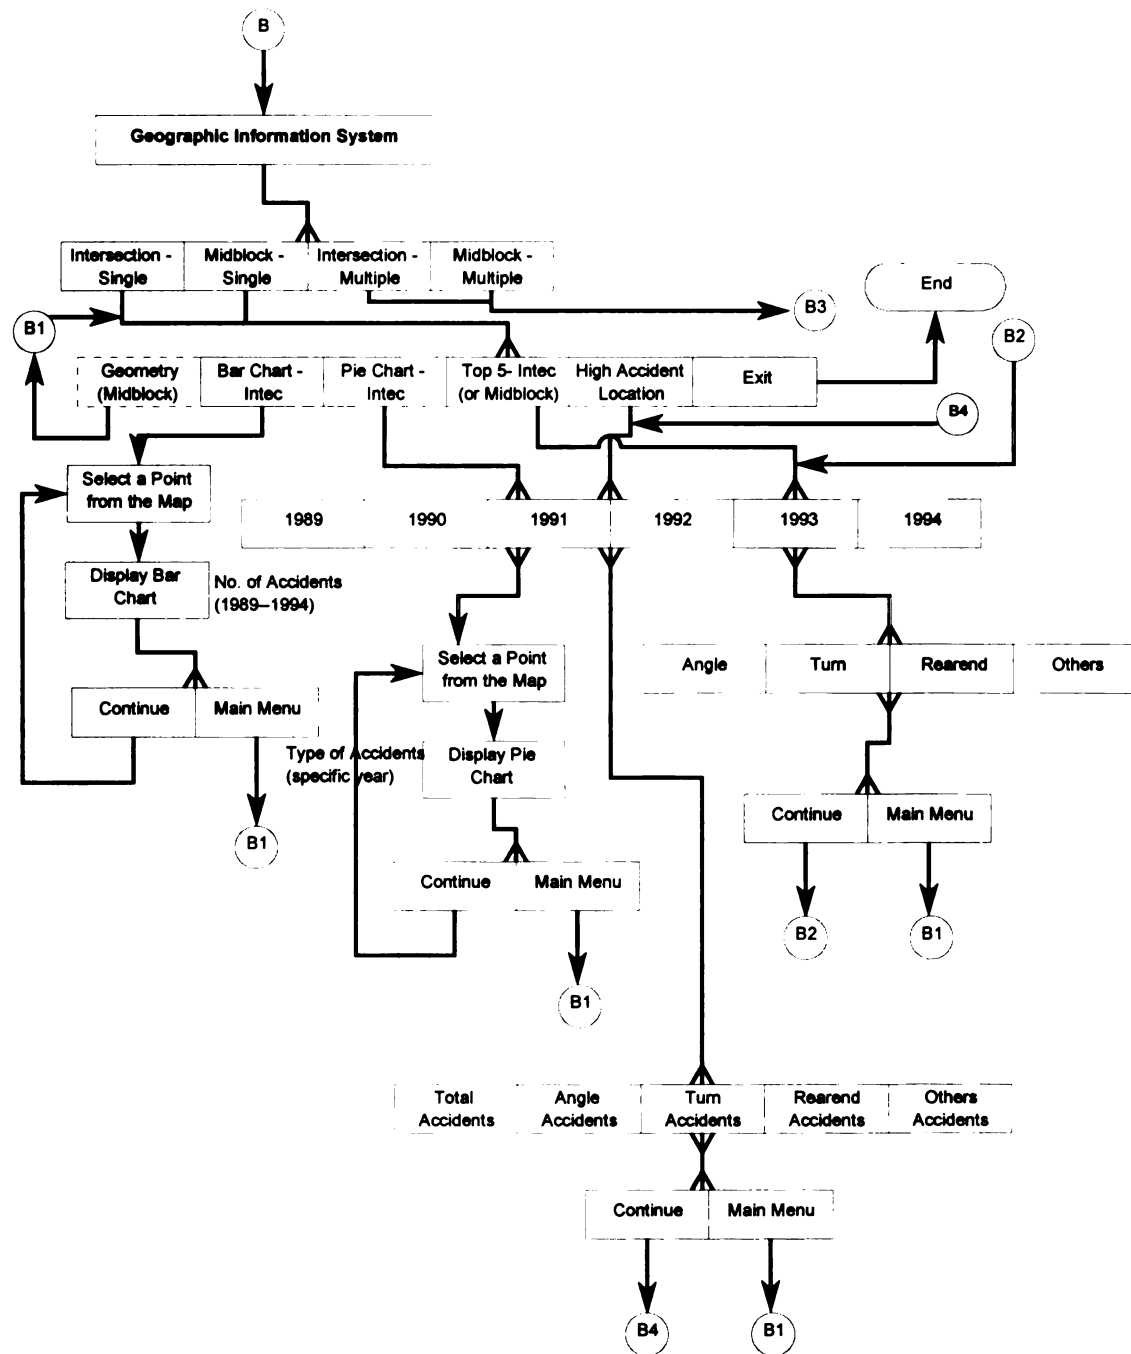 B
Geographic Information System
Intersection -
Single
Midblock -
Single
Intersection -
Multiple
Midblock -
Multiple
End
B1
B3
B2
Geometry
(Midblock)
Bar Chart -
Intec
Pie Chart -
Intec
Top 5- Intec
(or Midblock)
High Accident
Location
Exit
B4
Select a Point
from the Map
1989
1990
1991
1992
1993
1994
Display Bar
Chart
No. of Accidents
(1989–1994)
Select a Point
from the Map
Angle
Turn
Rearend
Others
Continue
Main Menu
Type of Accidents
(specific year)
Display Pie
Chart
Continue
Main Menu
B1
Continue
Main Menu
B2
B1
B1
Total
Accidents
Angle
Accidents
Turn
Accidents
Rearend
Accidents
Others
Accidents
Continue
Main Menu
B4
B1